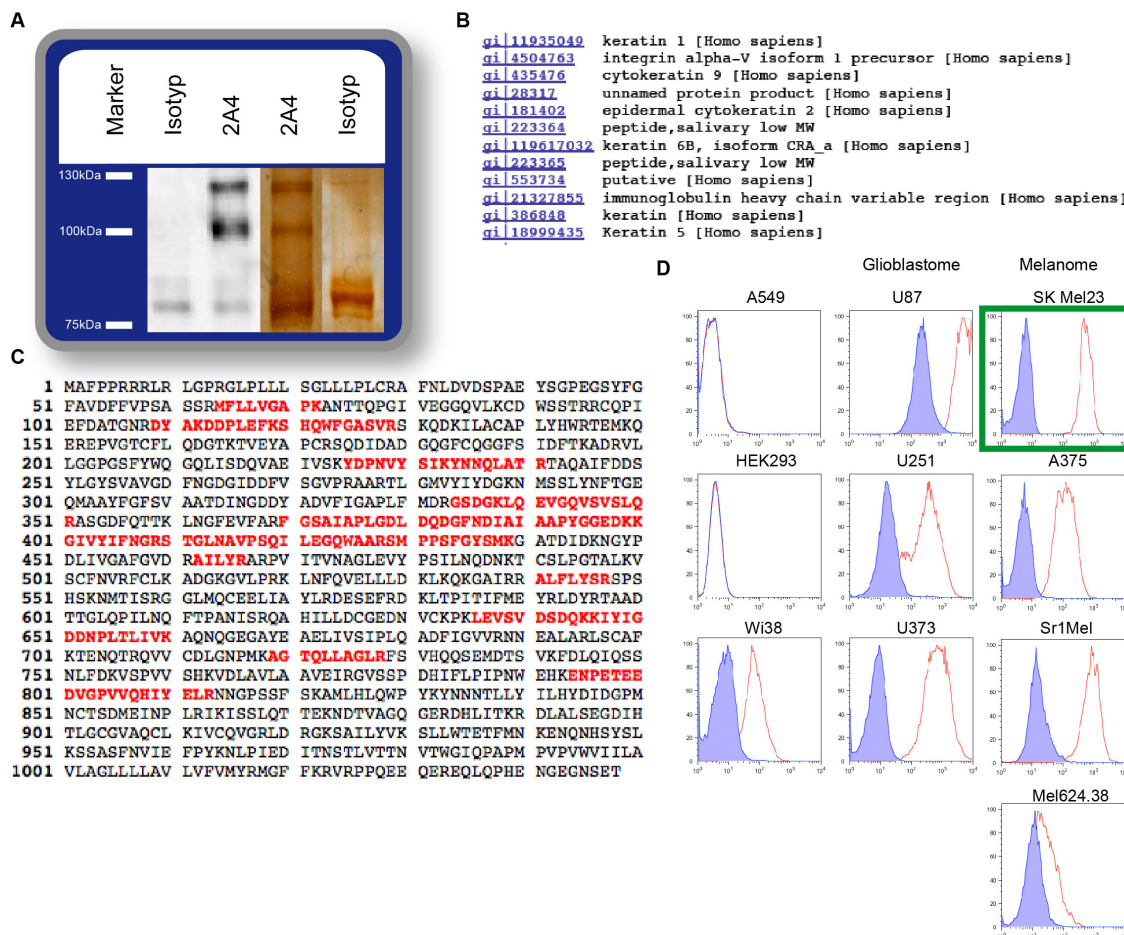 A
Marker
Isotyp
2A4
2A4
Isotyp
130kDa
100kDa
75kDa
B
gi|11935049 keratin 1 [Homo sapiens]
gi|4504763 integrin alpha-V isoform 1 precursor [Homo sapiens]
gi|435476 cytokeratin 9 [Homo sapiens]
gi|28317 unnamed protein product [Homo sapiens]
gi|181402 epidermal cytokeratin 2 [Homo sapiens]
gi|223364 peptide,salivary low MW
gi|119617032 keratin 6B, isoform CRA_a [Homo sapiens]
gi|223365 peptide,salivary low MW
gi|553734 putative [Homo sapiens]
gi|21327855 immunoglobulin heavy chain variable region [Homo sapiens]
gi|386848 keratin [Homo sapiens]
gi|18999435 Keratin 5 [Homo sapiens]
C
1 MAFPPRRRLR LGPRGLPLLL SGLLLPLCRA FNLDVDSPAE YSGPEGSYFG
51 FAVDFFVPSA SSRMFLLVGA PKANTTQPGI VEGGQVLKCD WSSTRRCQPI
101 EFDATGNRDY AKDDPLEFKS HQWFGASVRS KQDKILACAP LYHWRTEMKQ
151 EREPVGTCFL QDGTKTVEYA PCRSQDIDAD GQGFCQGGFS IDFTKADRVL
201 LGGPGSFYWQ GQLISDQVAE IVSKYDPNVY SIKYNNQLAT RTAQAIFDDS
251 YLGYSVAVGD FNGDGIDDFV SGVPRAARTL GMVYIYDGKN MSSLYNFTGE
301 QMAAYFGFSV AATDINGDDY ADVFIGAPLF MDRGSDGKLQ EVGQVSVSLQ
351 RASGDFQTTK LNGFEVFARF GSAIAPLGDL DQDGFNDIAI AAPYGGEDKK
401 GIVYIFNGRS TGLNAVPSQI LEGQWAARSM PPSFGYSMKG ATDIDKNGYP
451 DLIVGAFGVD RAILYRARPV ITVNAGLEVY PSILNQDNKT CSLPGTALKV
501 SCFNVRFCLK ADGKGVLPRK LNFQVELLLD KLKQKGAIRR ALFLYSRSPS
551 HSKNMTISRG GLMQCEELIA YLRDESEFRD KLTPITIFME YRLDYRTAAD
601 TTGLQPILNQ FTPANISRQA HILLDCGEDN VCKPKLEVSV DSDQKKIYIG
651 DDNPLTLIVK AQNQGEGAYE AELIVSIPLQ ADFIGVVRNN EALARLSCAF
701 KTENQTRQVV CDLGNPMKAG TQLLAGLRFS VHQQSEMDTS VKFDLQIQSS
751 NLFDKVSPVV SHKVDLAVLA AVEIRGVSSP DHIFLPIPNW EHKENPETEE
801 DVGPVVQHIY ELRNNGPSSF SKAMLHLQWP YKYNNNTLLY ILHYDIDGPM
851 NCTSDMEINP LRIKISSLQT TEKNDTVAGQ GERDHLITKR DLALSEGDIH
901 TLGCGVAQCL KIVCQVGRLD RGKSAILYVK SLLWTETFMN KENQNHSYSL
951 KSSASFNVIE FPYKNLPIED ITNSTLVTTN VTWGIQPAPM PVPVWVIILA
1001 VLAGLLLLAV LVFVMYRMGF FKRVRPPQEE QEREQLQPHE NGEGNSET
D
Glioblastome
Melanome
A549
U87
SK Mel23
HEK293
U251
A375
Wi38
U373
Sr1Mel
Mel624.38